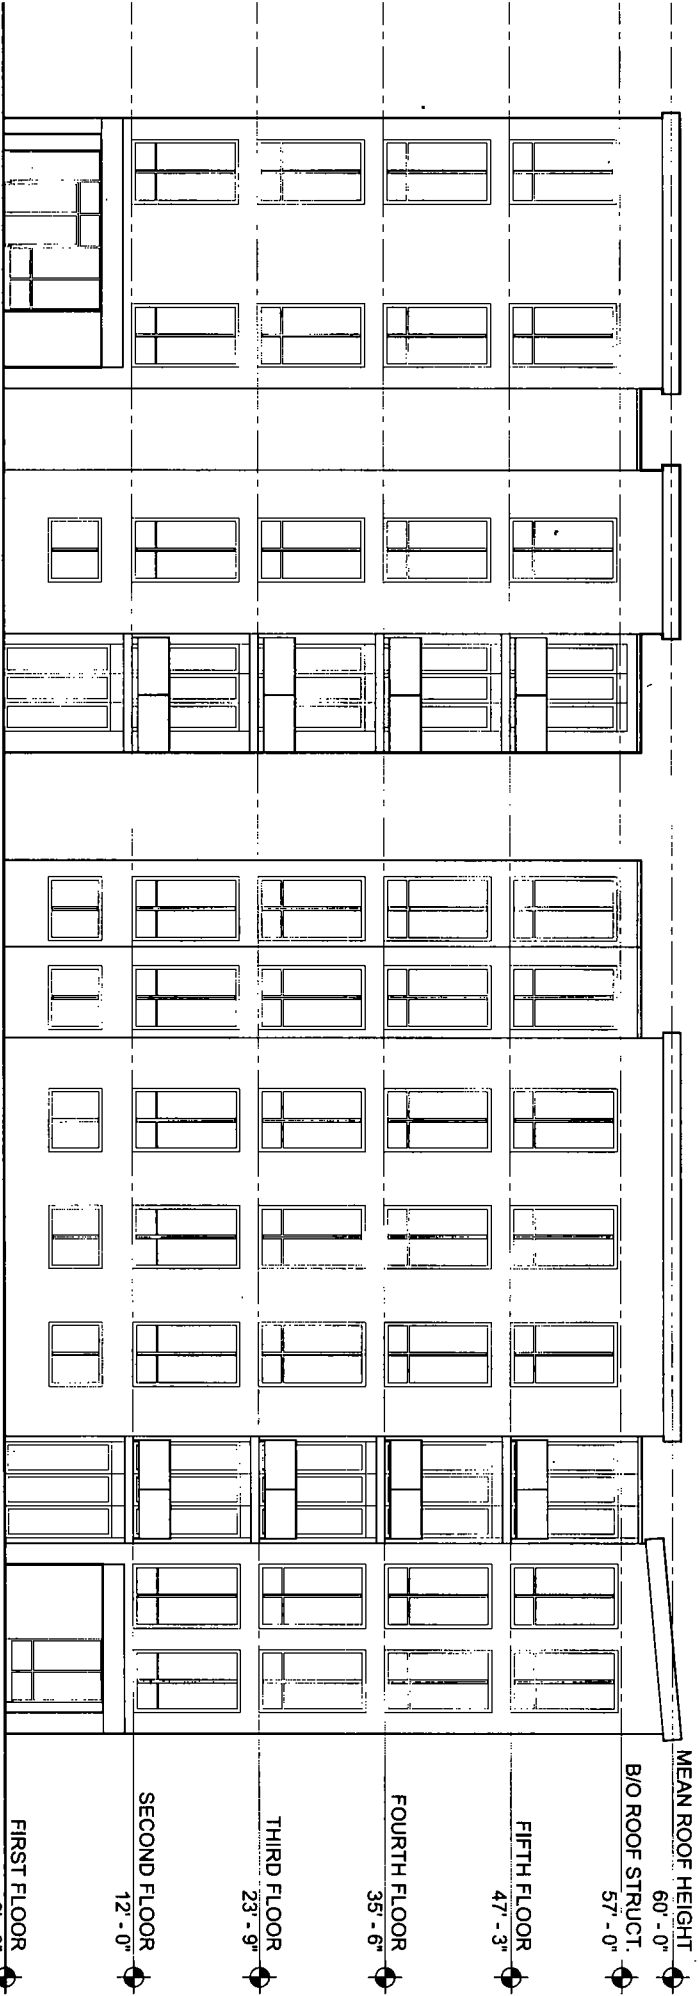 MEAN ROOF HEIGHT
60' - 0"
B/O ROOF STRUCT.
57' - 0"
FIFTH FLOOR
47' - 3"
FOURTH FLOOR
35' - 6"
THIRD FLOOR
23' - 9"
SECOND FLOOR
12' - 0"
FIRST FLOOR